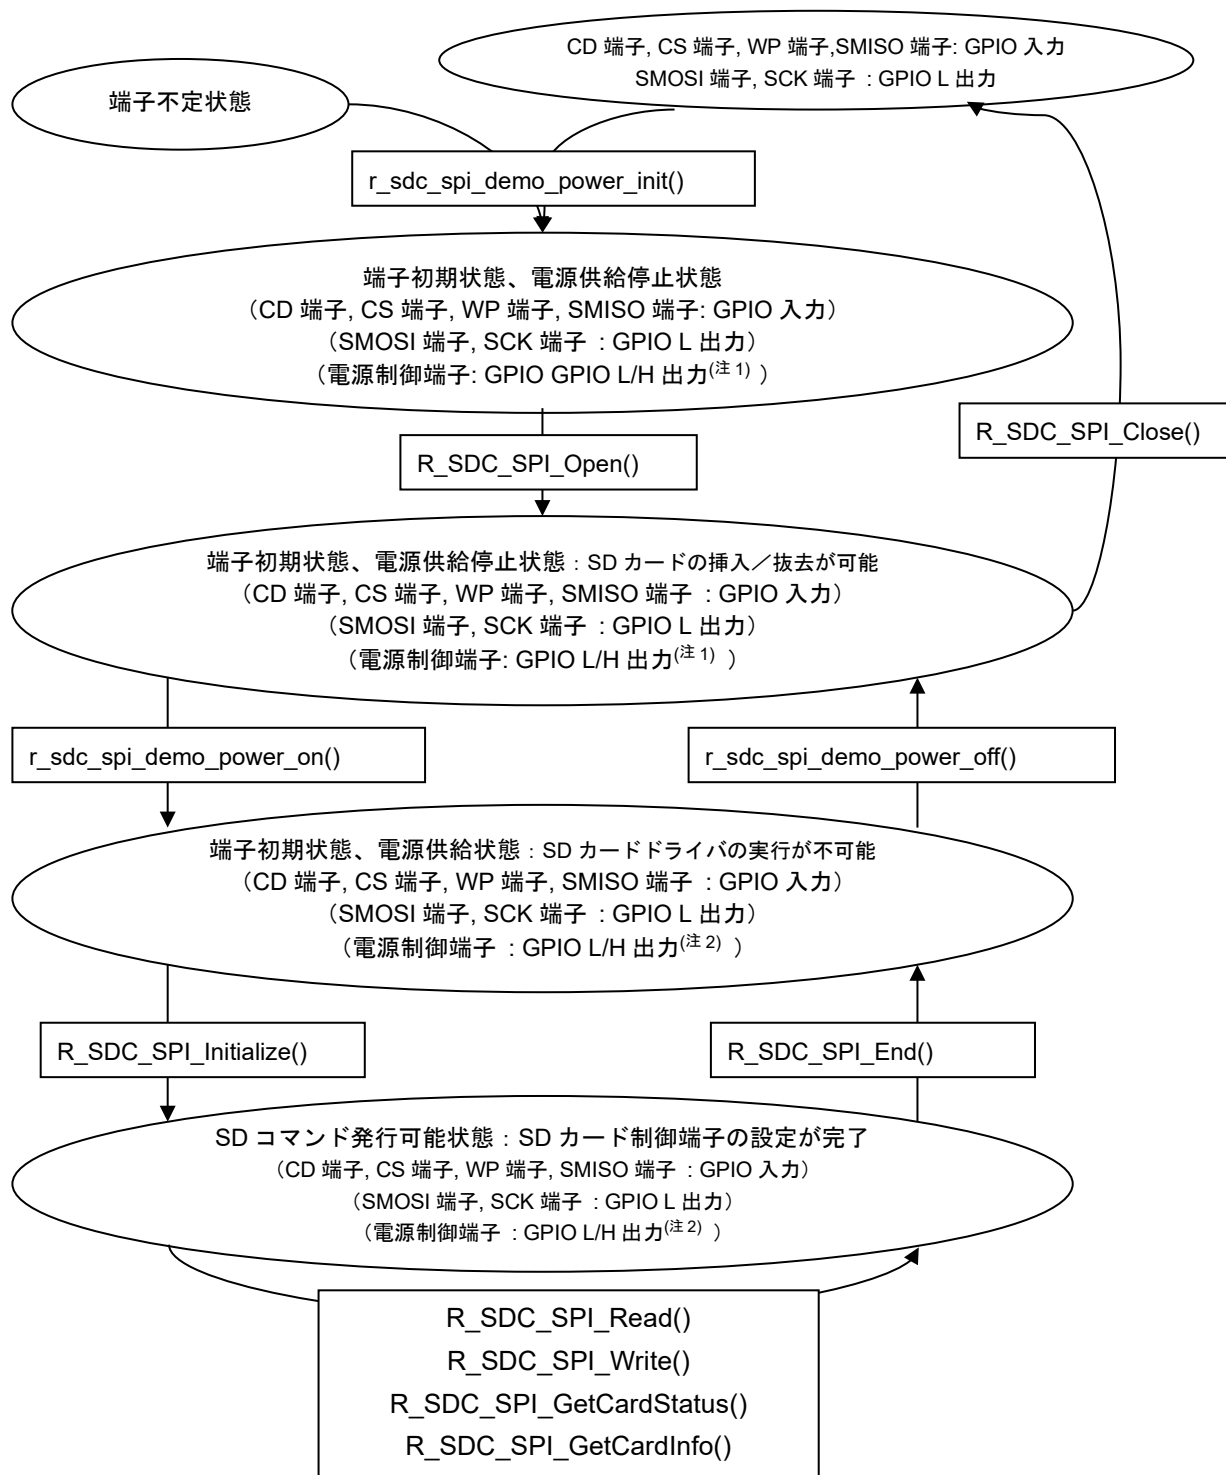 CD 端子, CS 端子, WP 端子,SMISO 端子: GPIO 入力
SMOSI 端子, SCK 端子 : GPIO L 出力
端子不定状態
r_sdc_spi_demo_power_init()
端子初期状態、電源供給停止状態
（CD 端子, CS 端子, WP 端子, SMISO 端子: GPIO 入力）
（SMOSI 端子, SCK 端子 : GPIO L 出力）
（電源制御端子: GPIO GPIO L/H 出力(注 1) ）
R_SDC_SPI_Close()
R_SDC_SPI_Open()
端子初期状態、電源供給停止状態：SD カードの挿入／抜去が可能
（CD 端子, CS 端子, WP 端子, SMISO 端子 : GPIO 入力）
（SMOSI 端子, SCK 端子 : GPIO L 出力）
（電源制御端子: GPIO L/H 出力(注 1) ）
r_sdc_spi_demo_power_on()
r_sdc_spi_demo_power_off()
端子初期状態、電源供給状態：SD カードドライバの実行が不可能
（CD 端子, CS 端子, WP 端子, SMISO 端子 : GPIO 入力）
（SMOSI 端子, SCK 端子 : GPIO L 出力）
（電源制御端子 : GPIO L/H 出力(注 2) ）
R_SDC_SPI_Initialize()
R_SDC_SPI_End()
SD コマンド発行可能状態：SD カード制御端子の設定が完了
（CD 端子, CS 端子, WP 端子, SMISO 端子 : GPIO 入力）
（SMOSI 端子, SCK 端子 : GPIO L 出力）
（電源制御端子 : GPIO L/H 出力(注 2) ）
R_SDC_SPI_Read()
R_SDC_SPI_Write()
R_SDC_SPI_GetCardStatus()
R_SDC_SPI_GetCardInfo()